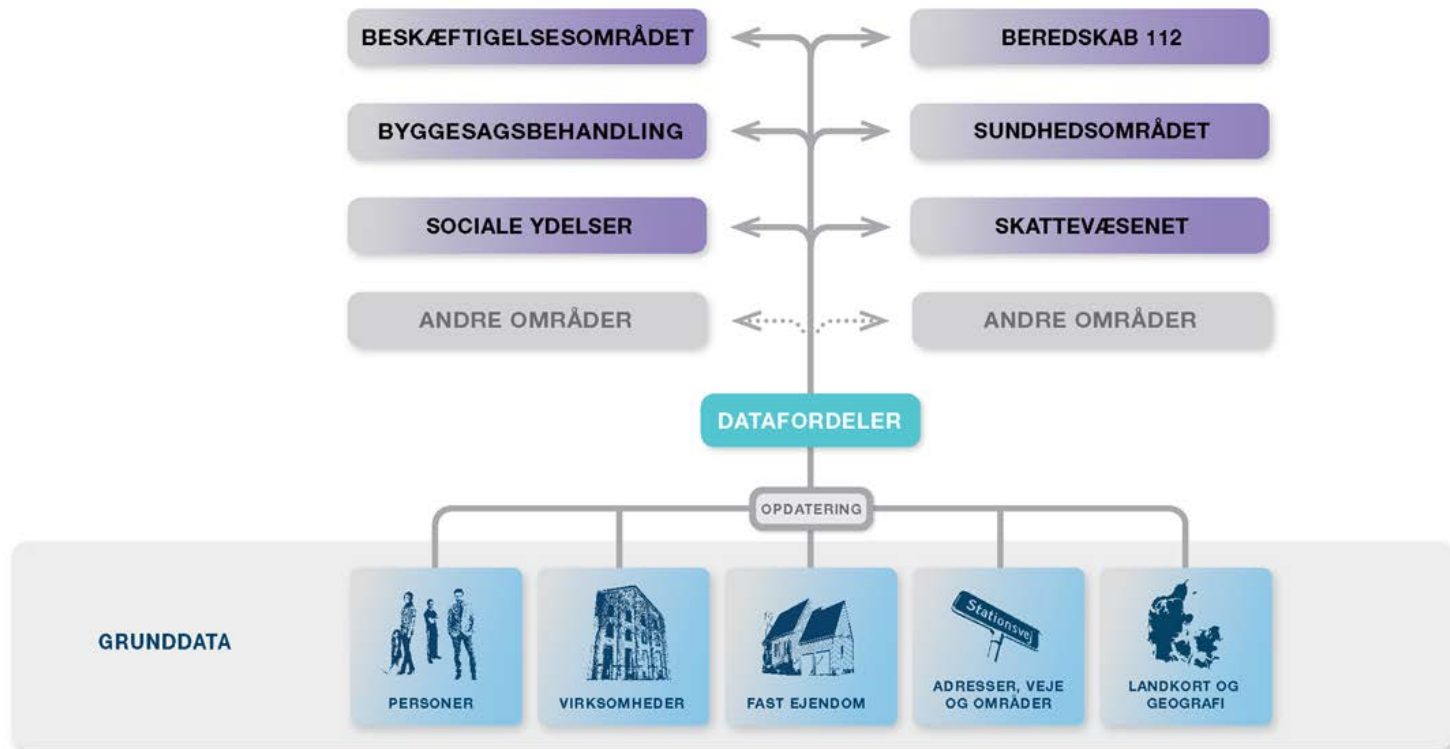 BESKÆFTIGELSESOMRÅDET
BEREDSKAB 112
BYGGESAGSBEHANDLING
SUNDHEDSOMRÅDET
SOCIALE YDELSER
SKATTEVÆSENET
ANDRE OMRÅDER
ANDRE OMRÅDER
DATAFORDELER
OPDATERING
GRUNDDATA
PERSONER
VIRKSOMHEDER
FAST EJENDOM
Stationsvej
ADRESSER, VEJE
OG OMRÅDER
LANDKORT OG
GEOGRAFI